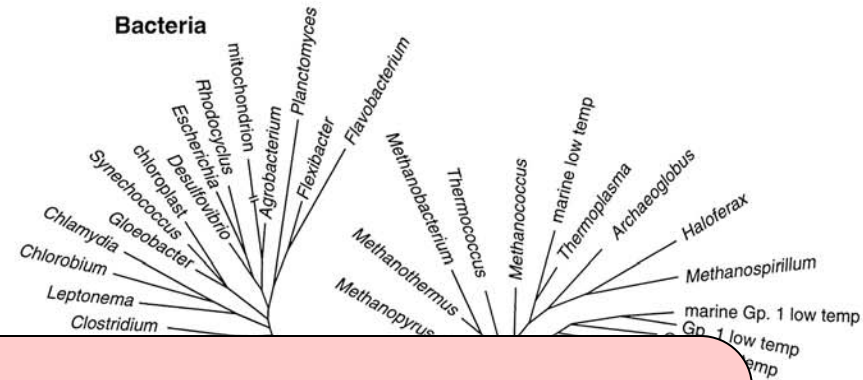 Bacteria
Planctomyces
mitochondrion
Flavobacterium
Rhodocyclus
Escherichia
Agrobacterium
Flexibacter
Desulfovibrio
chloroplast
Synechococcus
Gloeobacter
Chlamydia
Chlorobium
Leptonema
Clostridium
Methanopyrus
Methanothermus
Methanobacterium
Thermococcus
Methanococcus
marine low temp
Thermoplasma
Archaeoglobus
Haloferax
Methanospirillum
marine Gp. 1 low temp
Gp. 1 low temp
temp